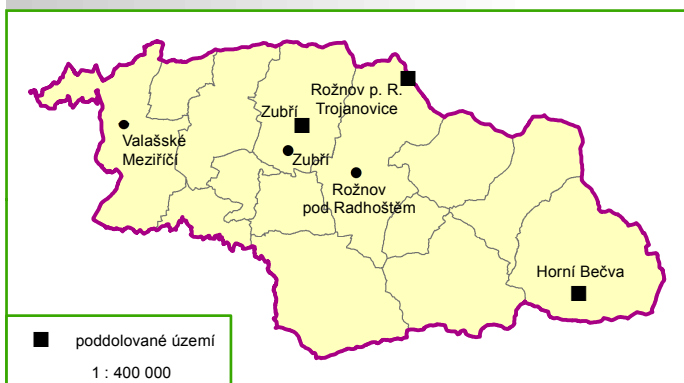 Rožnov p. R.
Trojanovice
Zubří
Valašské
Meziříčí
Zubří
Rožnov
pod Radhoštěm
Horní Bečva
poddolované území
1 : 400 000